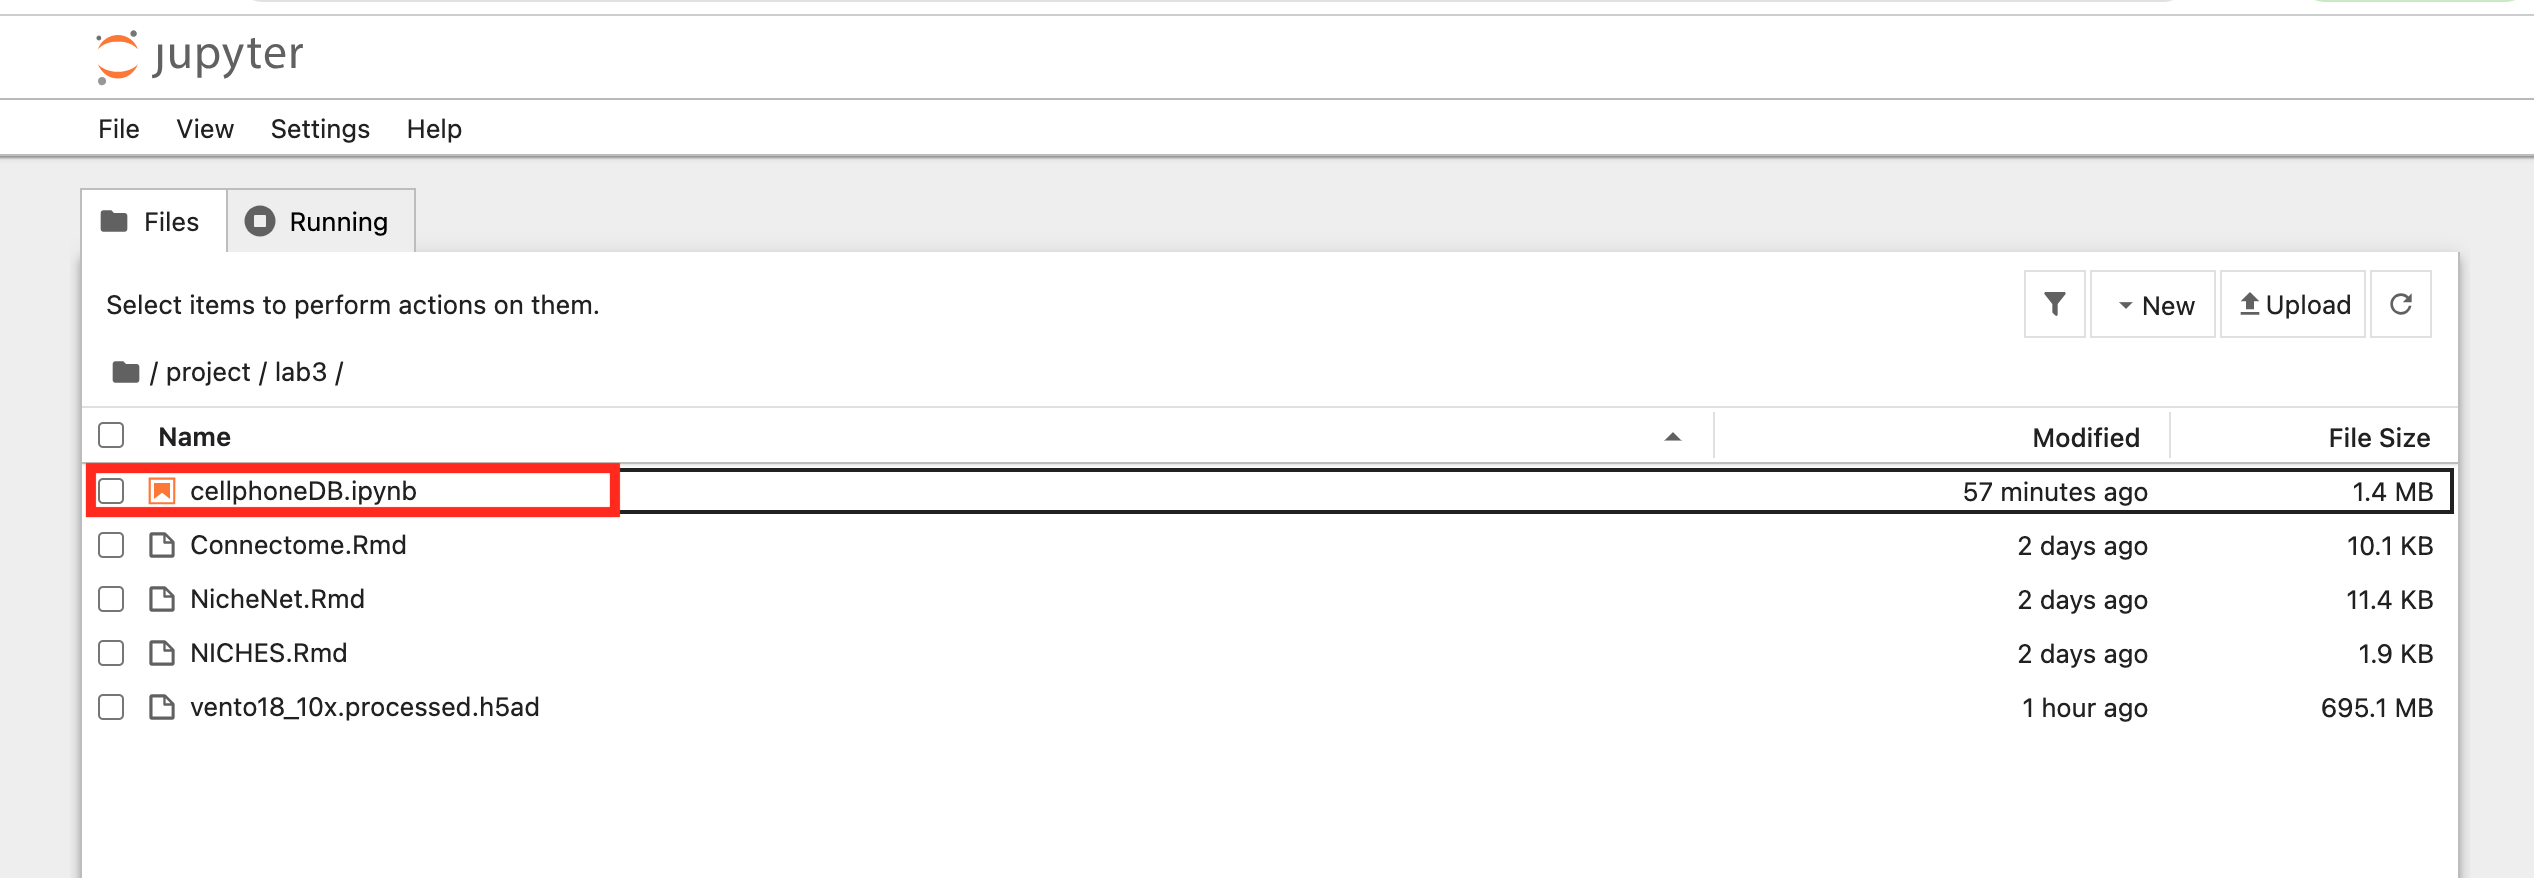 jupyter
File View Settings Help
Files Running
Select items to perform actions on them. New Upload
/ project / lab3 /
Name Modified File Size
cellphoneDB.ipynb 57 minutes ago 1.4 MB
Connectome.Rmd 2 days ago 10.1 KB
NicheNet.Rmd 2 days ago 11.4 KB
NICHES.Rmd 2 days ago 1.9 KB
vento18_10x.processed.h5ad 1 hour ago 695.1 MB